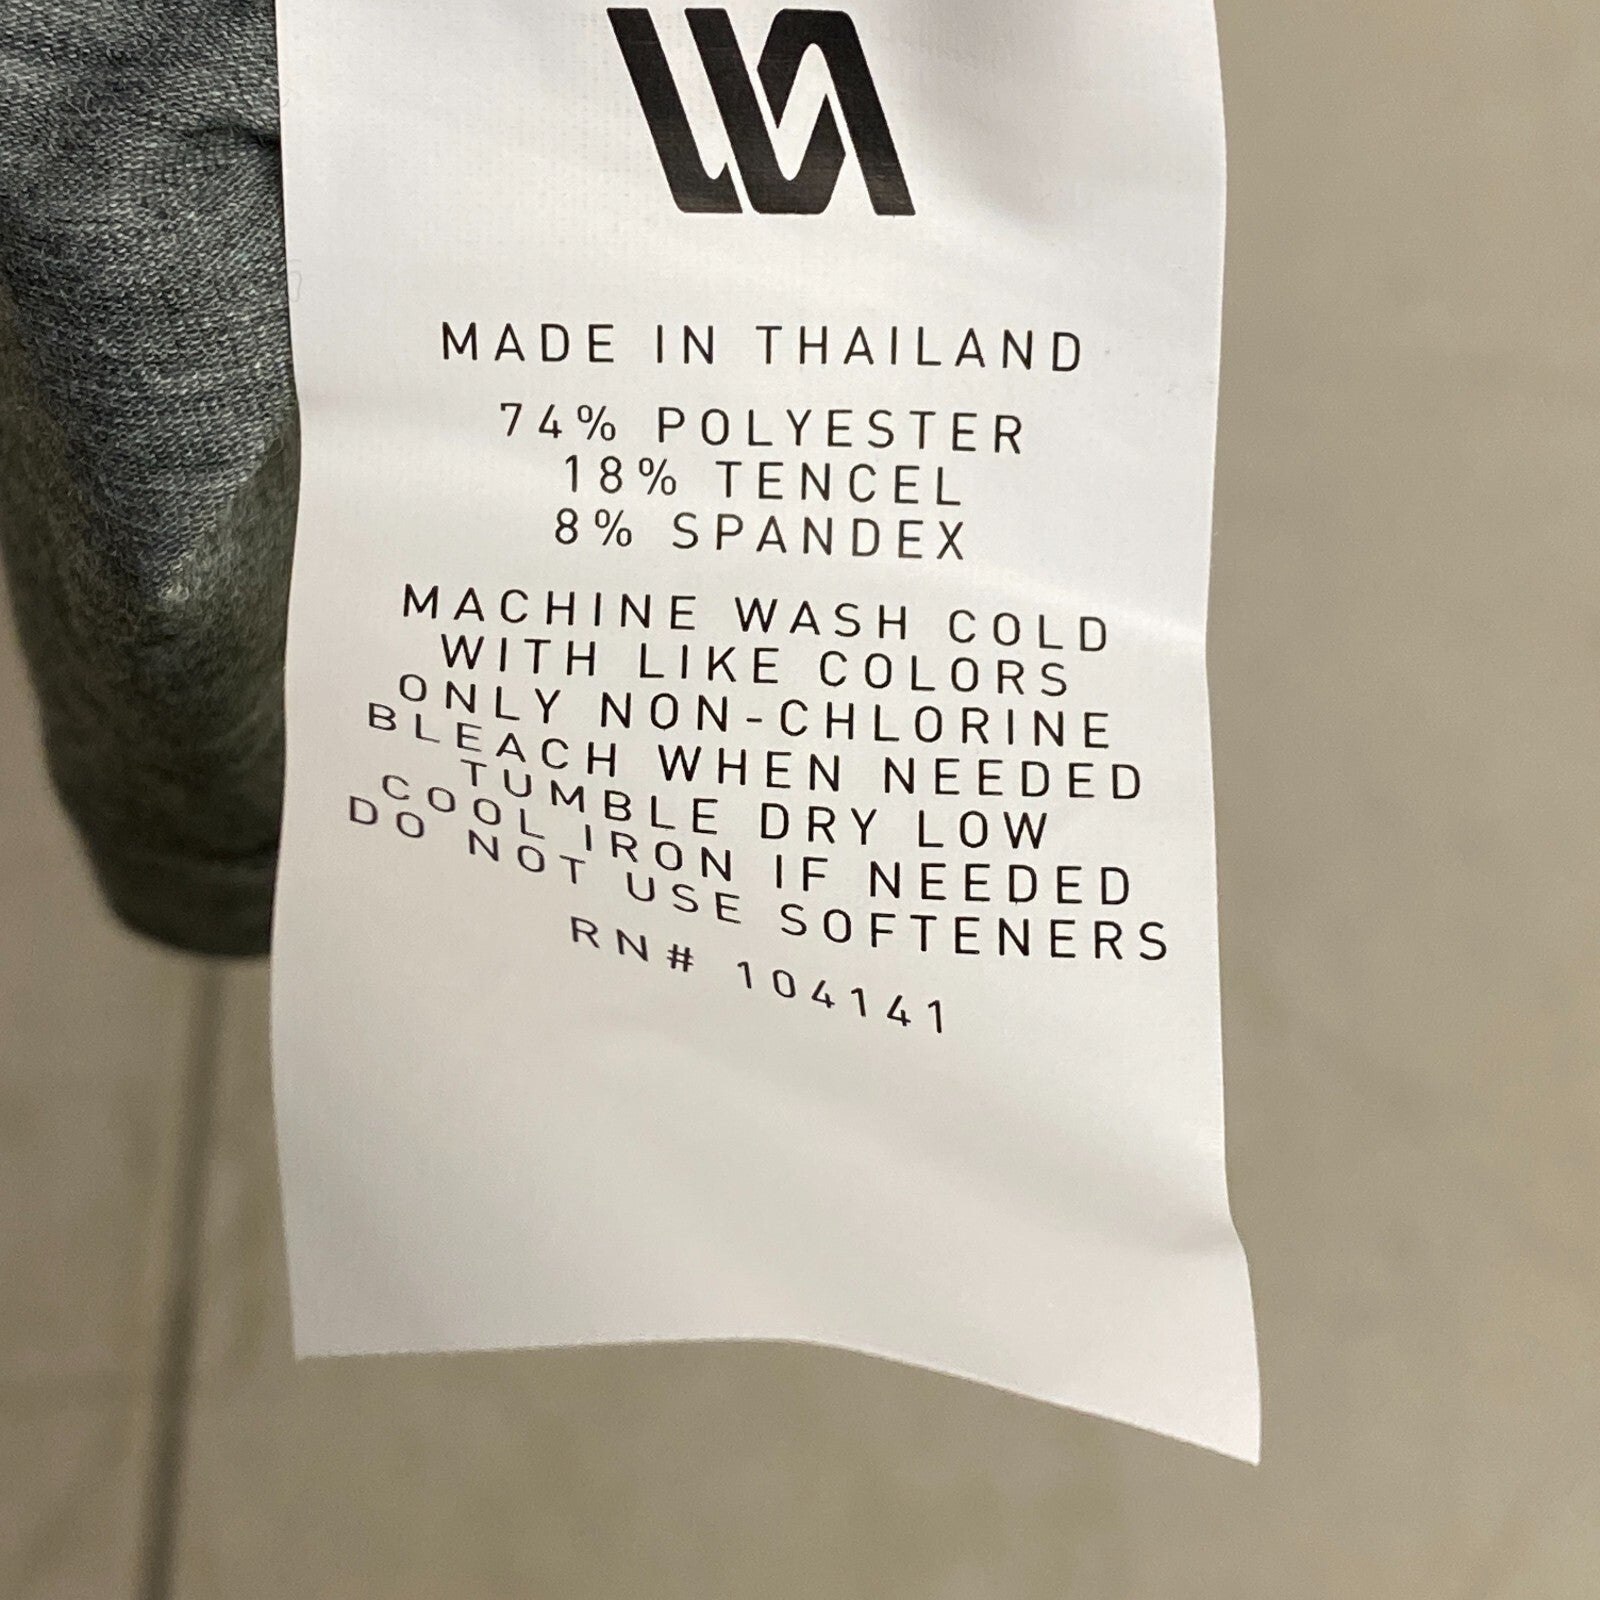 MADE IN THAILAND
74% POLYESTER
18% TENCEL
8% SPANDEX
MACHINE WASH COLD
WITH LIKE COLORS
ONLY NON-CHLORINE
BLEACH WHEN NEEDED
TUMBLE DRY LOW
COOL IRON IF NEEDED
DO NOT USE SOFTENERS
RN# 104141